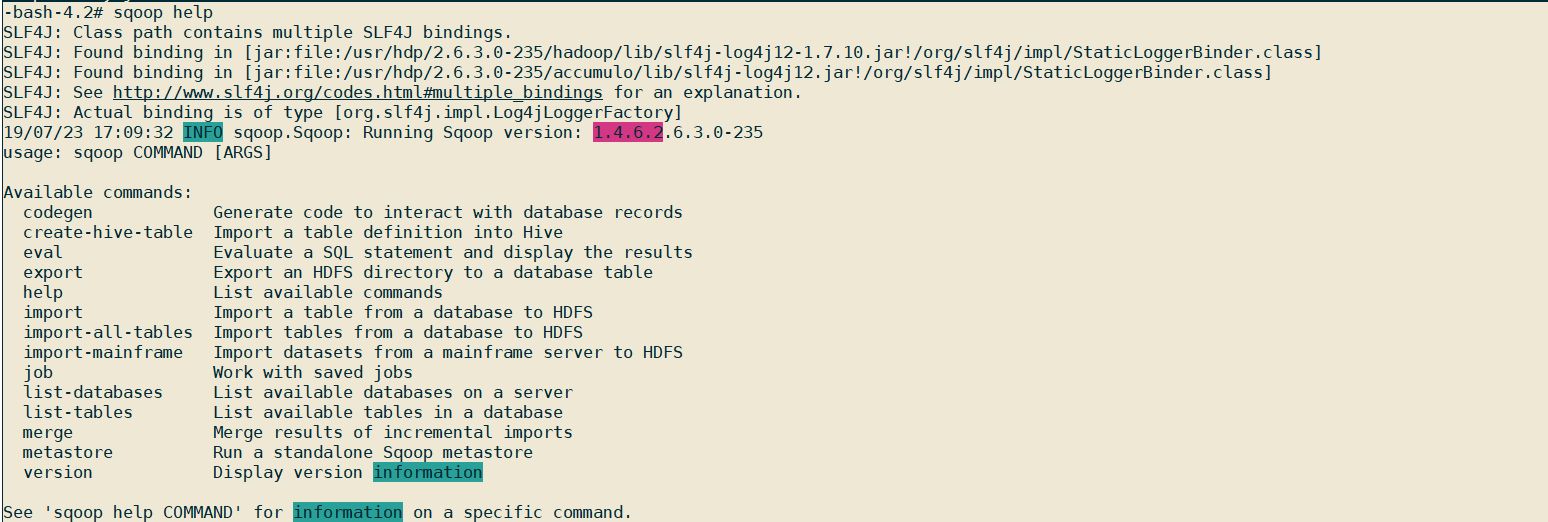 -bash-4.2# sqoop help
SLF4J: Class path contains multiple SLF4J bindings.
SLF4J: Found binding in [jar:file:/usr/hdp/2.6.3.0-235/hadoop/lib/slf4j-log4j12-1.7.10.jar!/org/slf4j/impl/StaticLoggerBinder.class]
SLF4J: Found binding in [jar:file:/usr/hdp/2.6.3.0-235/accumulo/lib/slf4j-log4j12.jar!/org/slf4j/impl/StaticLoggerBinder.class]
SLF4J: See http://www.slf4j.org/codes.html#multiple_bindings for an explanation.
SLF4J: Actual binding is of type [org.slf4j.impl.Log4jLoggerFactory]
19/07/23 17:09:32 INFO sqoop.Sqoop: Running Sqoop version: 1.4.6.2.6.3.0-235
usage: sqoop COMMAND [ARGS]

Available commands:
  codegen            Generate code to interact with database records
  create-hive-table  Import a table definition into Hive
  eval               Evaluate a SQL statement and display the results
  export             Export an HDFS directory to a database table
  help               List available commands
  import             Import a table from a database to HDFS
  import-all-tables  Import tables from a database to HDFS
  import-mainframe   Import datasets from a mainframe server to HDFS
  job                Work with saved jobs
  list-databases     List available databases on a server
  list-tables        List available tables in a database
  merge              Merge results of incremental imports
  metastore          Run a standalone Sqoop metastore
  version            Display version information

See 'sqoop help COMMAND' for information on a specific command.